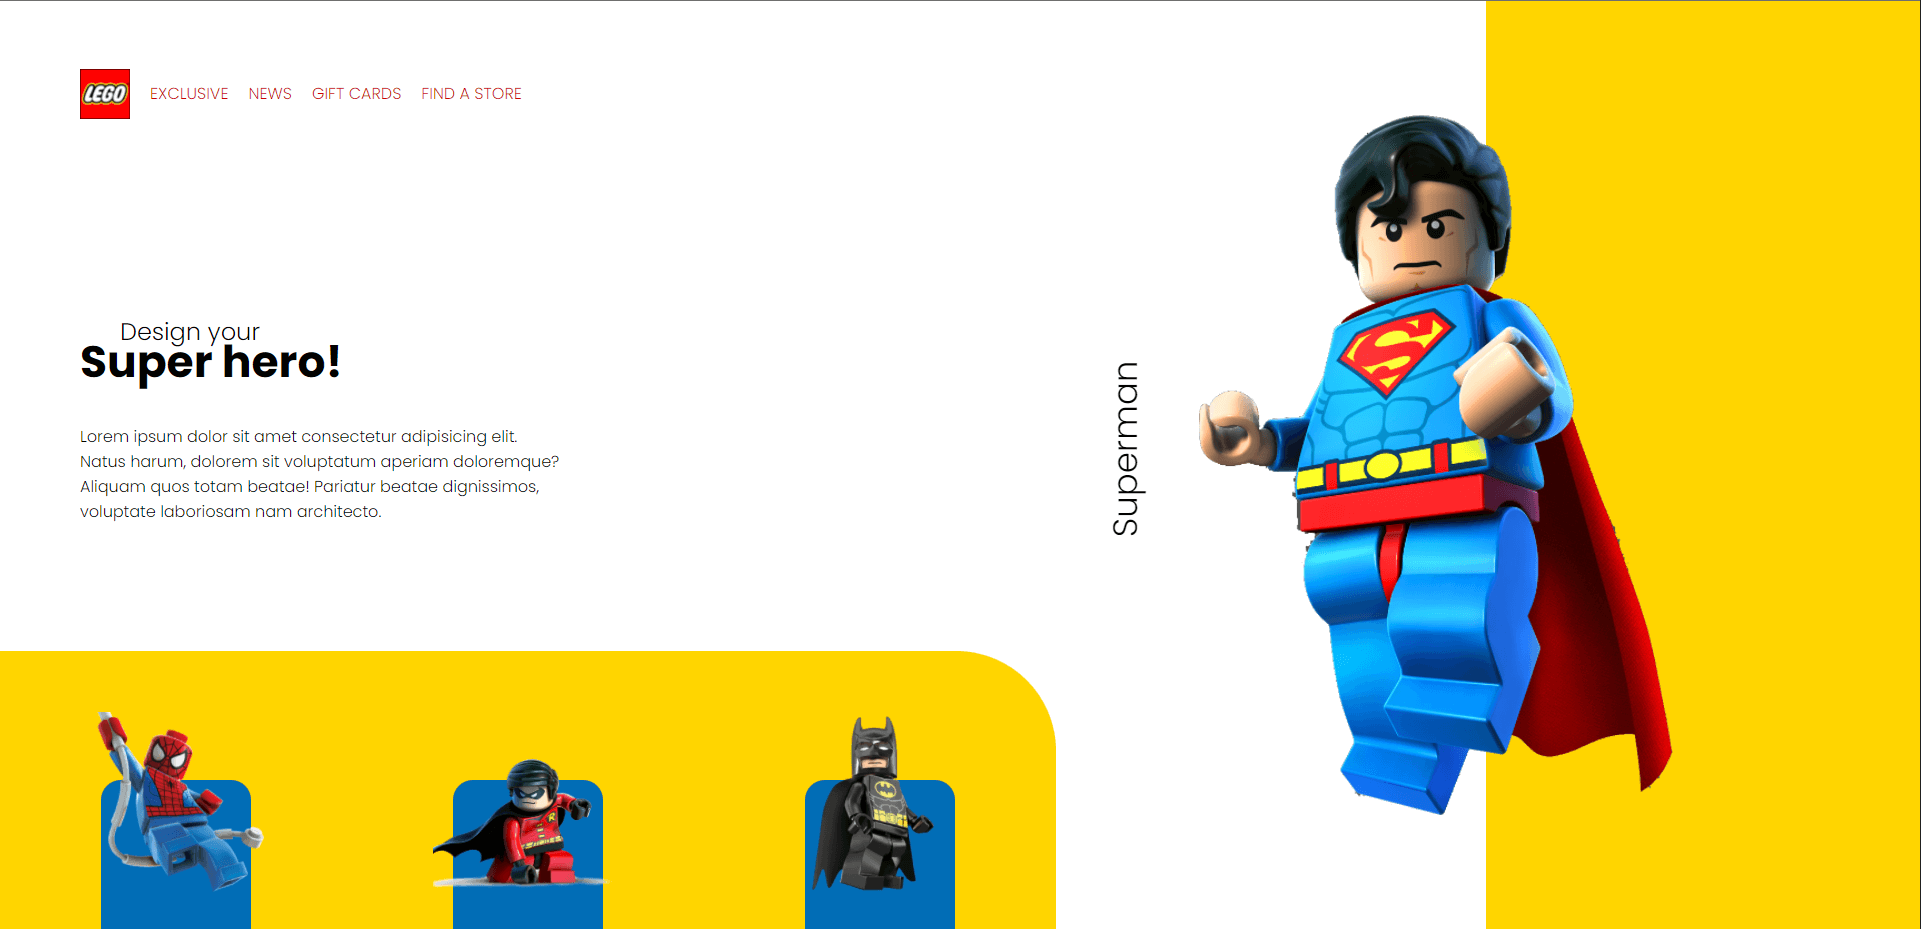 LEGO
EXCLUSIVE NEWS GIFT CARDS FIND A STORE
Design your
Super hero!
Lorem ipsum dolor sit amet consectetur adipisicing elit.
Natus harum, dolorem sit voluptatum aperiam doloremque?
Aliquam quos totam beatae! Pariatur beatae dignissimos,
voluptate laboriosam nam architecto.
Superman
S
R